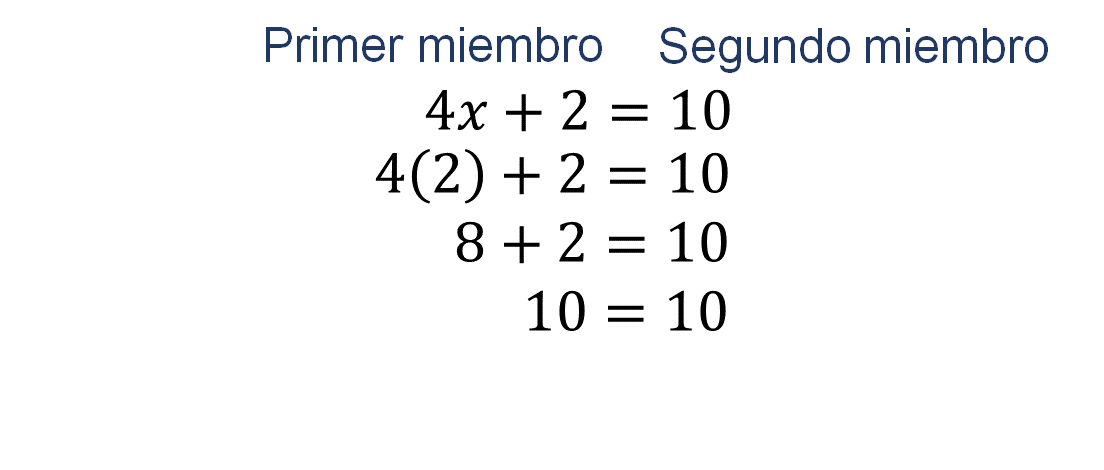 Primer miembro Segundo miembro
4x + 2 = 10
4(2) + 2 = 10
8 + 2 = 10
10 = 10